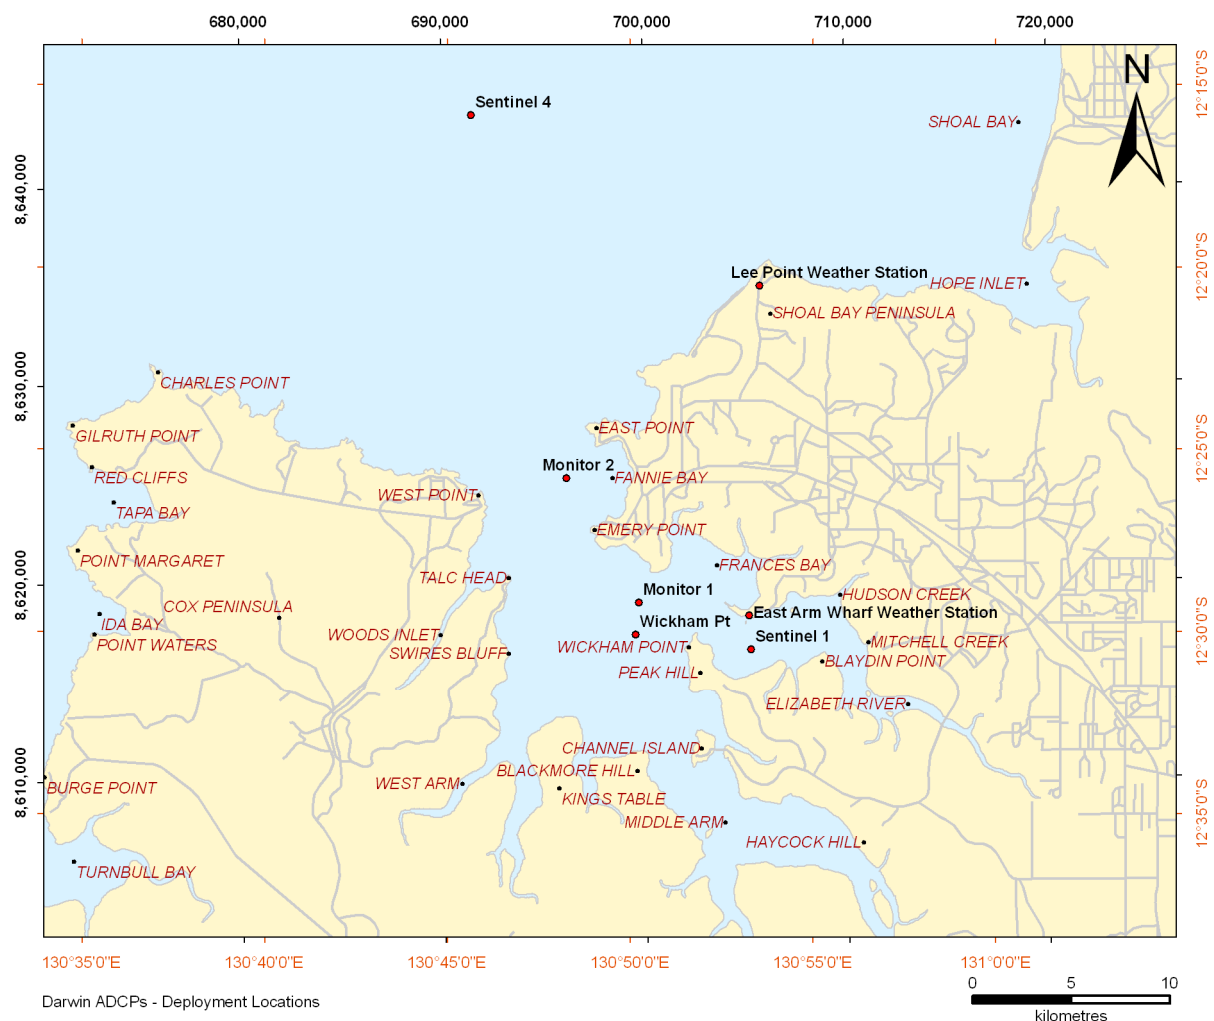 680,000
690,000
700,000
710,000
720,000
N
12°15'0"S
Sentinel 4
SHOAL BAY
8,640,000
12°20'0"S
Lee Point Weather Station
HOPE INLET
SHOAL BAY PENINSULA
8,630,000
CHARLES POINT
GILRUTH POINT
EAST POINT
12°25'0"S
RED CLIFFS
Monitor 2
FANNIE BAY
WEST POINT
TAPA BAY
EMERY POINT
POINT MARGARET
FRANCES BAY
8,620,000
TALC HEAD
Monitor 1
HUDSON CREEK
COX PENINSULA
East Arm Wharf Weather Station
IDA BAY
Wickham Pt
12°30'0"S
WOODS INLET
Sentinel 1
MITCHELL CREEK
POINT WATERS
WICKHAM POINT
SWIRES BLUFF
BLAYDIN POINT
PEAK HILL
ELIZABETH RIVER
CHANNEL ISLAND
8,610,000
BLACKMORE HILL
WEST ARM
BURGE POINT
KINGS TABLE
MIDDLE ARM
12°35'0"S
HAYCOCK HILL
TURNBULL BAY
130°35'0"E
130°40'0"E
130°45'0"E
130°50'0"E
130°55'0"E
131°0'0"E
Darwin ADCPs - Deployment Locations
0
5
10
kilometres